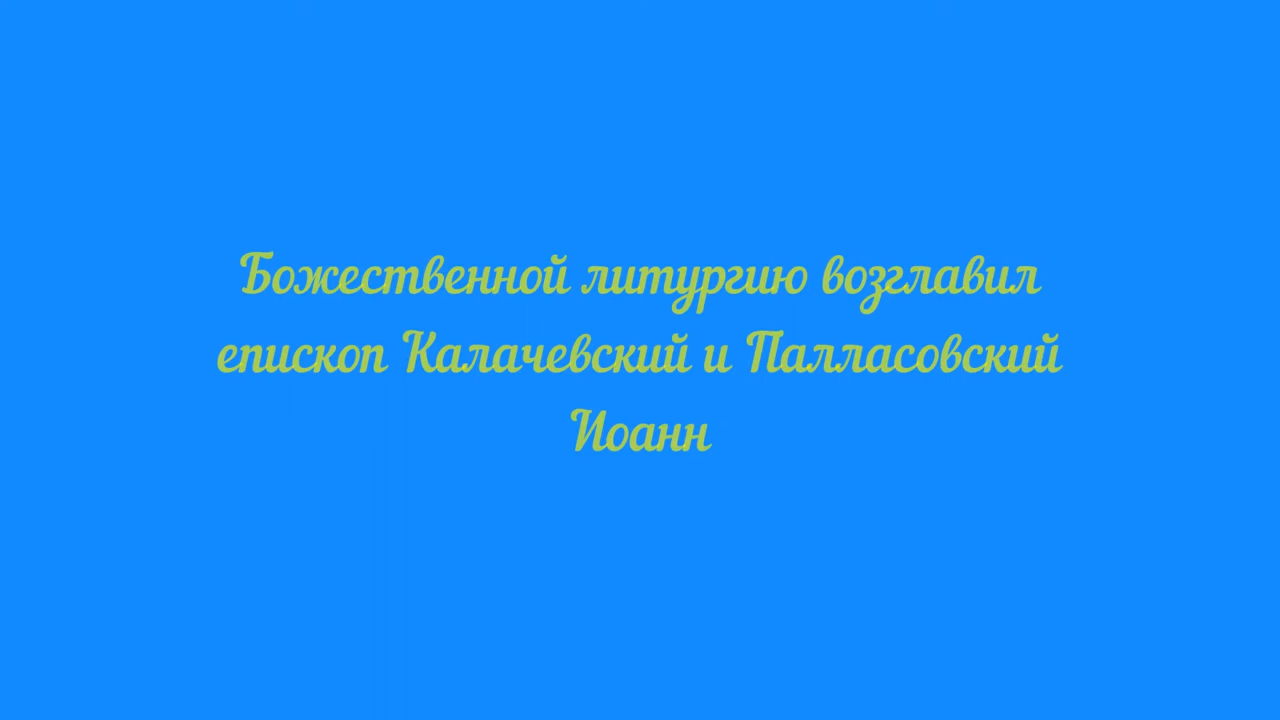 Божественной литургию возглавил
епископ Калачевский и Палласовский
Иоанн